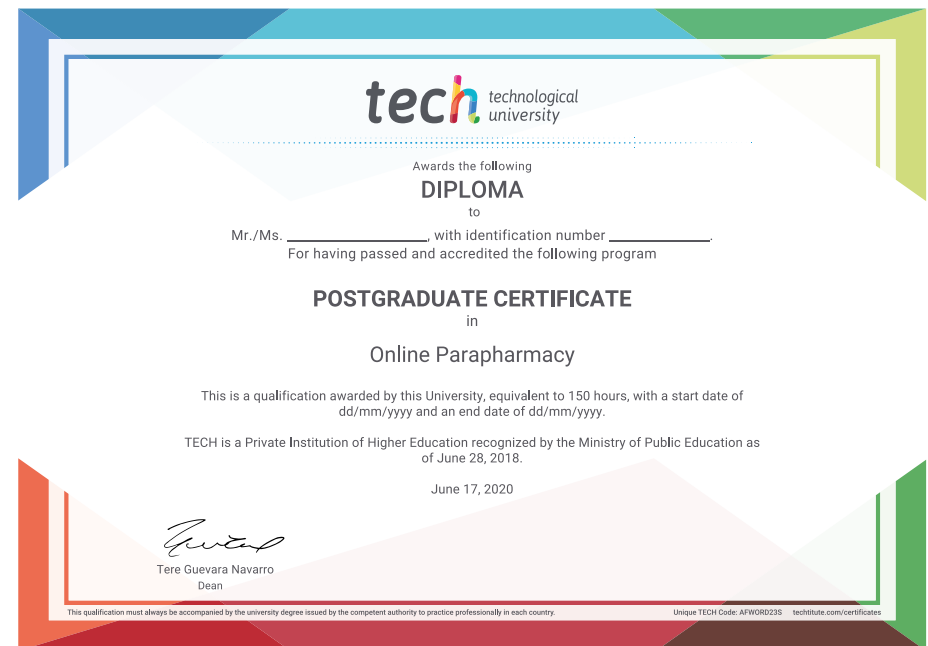 tech technological
university
Awards the following
DIPLOMA
to
Mr./Ms. ____________________, with identification number ______________.
For having passed and accredited the following program
POSTGRADUATE CERTIFICATE
in
Online Parapharmacy
This is a qualification awarded by this University, equivalent to 150 hours, with a start date of
dd/mm/yyyy and an end date of dd/mm/yyyy.
TECH is a Private Institution of Higher Education recognized by the Ministry of Public Education as
of June 28, 2018.
June 17, 2020
Tere Guevara Navarro
Dean
This qualification must always be accompanied by the university degree issued by the competent authority to practice professionally in each country. Unique TECH Code: AFWORD23S techtitute.com/certificates